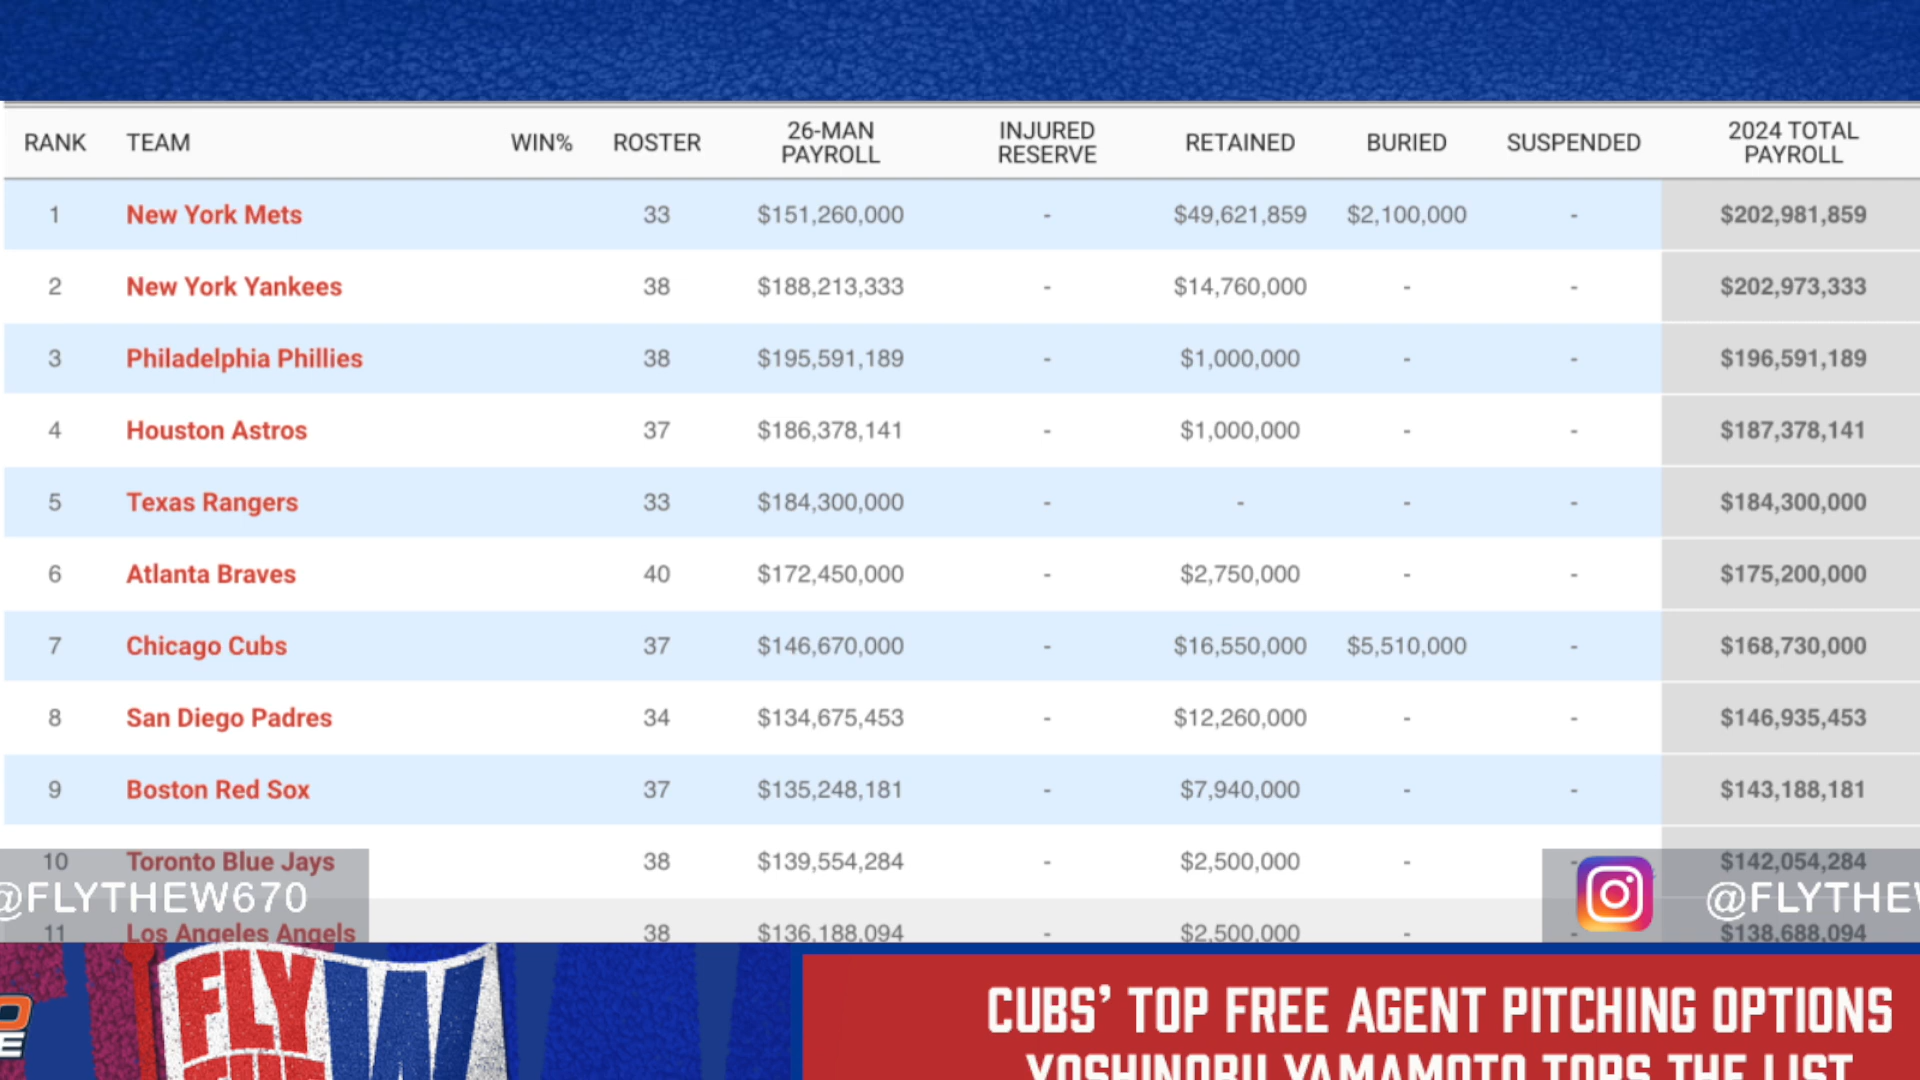 RANK TEAM WIN% ROSTER 26-MAN PAYROLL INJURED RESERVE RETAINED BURIED SUSPENDED 2024 TOTAL PAYROLL
1 New York Mets 33 $151,260,000 - $49,621,859 $2,100,000 - $202,981,859
2 New York Yankees 38 $188,213,333 - $14,760,000 - - $202,973,333
3 Philadelphia Phillies 38 $195,591,189 - $1,000,000 - - $196,591,189
4 Houston Astros 37 $186,378,141 - $1,000,000 - - $187,378,141
5 Texas Rangers 33 $184,300,000 - - - - $184,300,000
6 Atlanta Braves 40 $172,450,000 - $2,750,000 - - $175,200,000
7 Chicago Cubs 37 $146,670,000 - $16,550,000 $5,510,000 - $168,730,000
8 San Diego Padres 34 $134,675,453 - $12,260,000 - - $146,935,453
9 Boston Red Sox 37 $135,248,181 - $7,940,000 - - $143,188,181
10 Toronto Blue Jays 38 $139,554,284 - $2,500,000 - - $142,054,284
@FLYTHEW670 @FLYTHEW
11 Los Angeles Angels 38 $136,188,094 - $2,500,000 - - $138,688,094
FLY
THE
W
CUBS' TOP FREE AGENT PITCHING OPTIONS
YOSHINOBU YAMAMOTO TOPS THE LIST